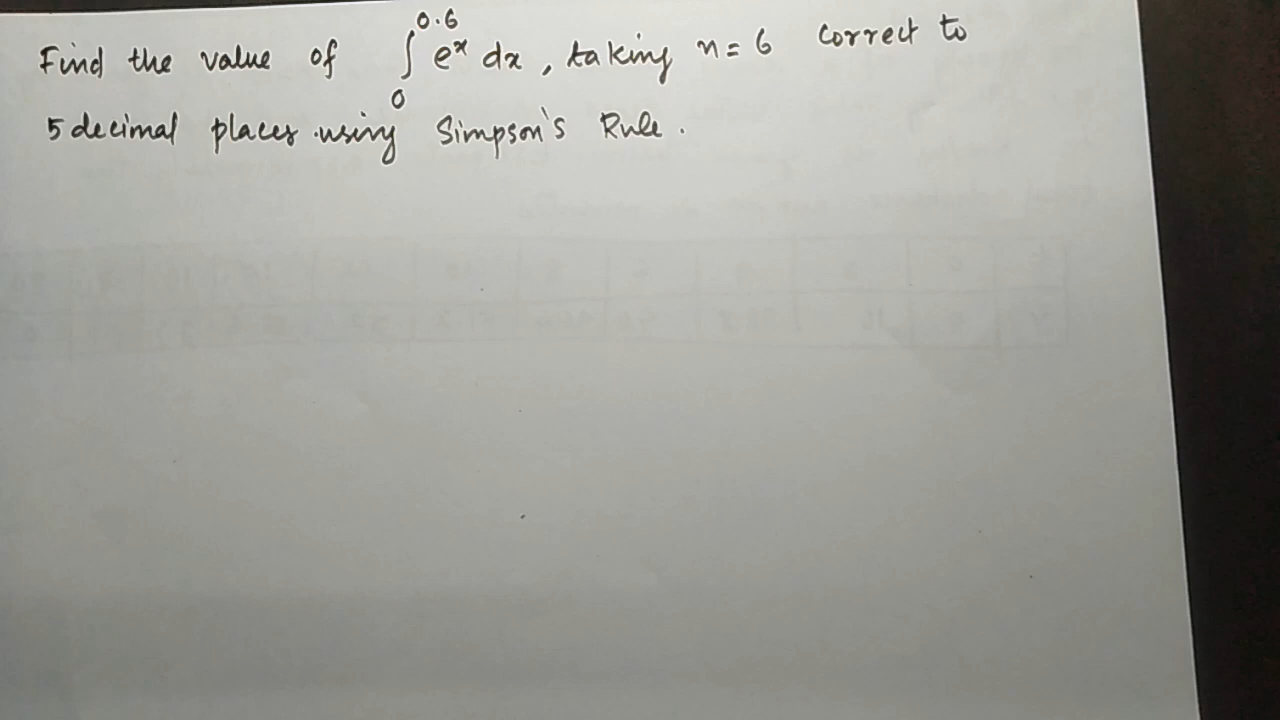 Find the value of ∫₀^0.6 eˣ dx, taking n = 6 correct to
5 decimal places using Simpson's Rule.